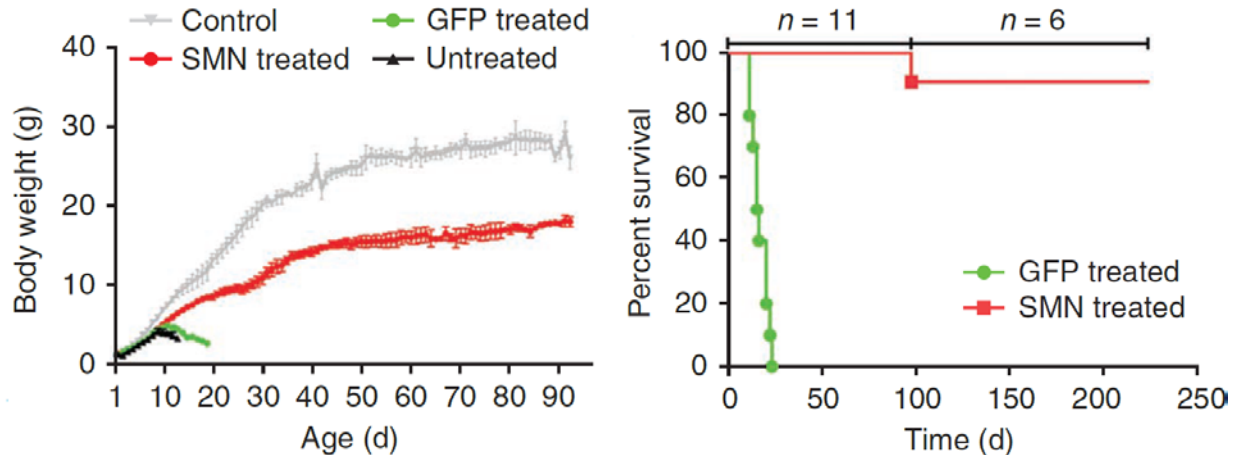 Control
GFP treated
SMN treated
Untreated
Body weight (g)
40
30
20
10
0
1
10
20
30
40
50
60
70
80
90
Age (d)
n = 11
n = 6
Percent survival
100
80
60
40
20
0
GFP treated
SMN treated
0
50
100
150
200
250
Time (d)